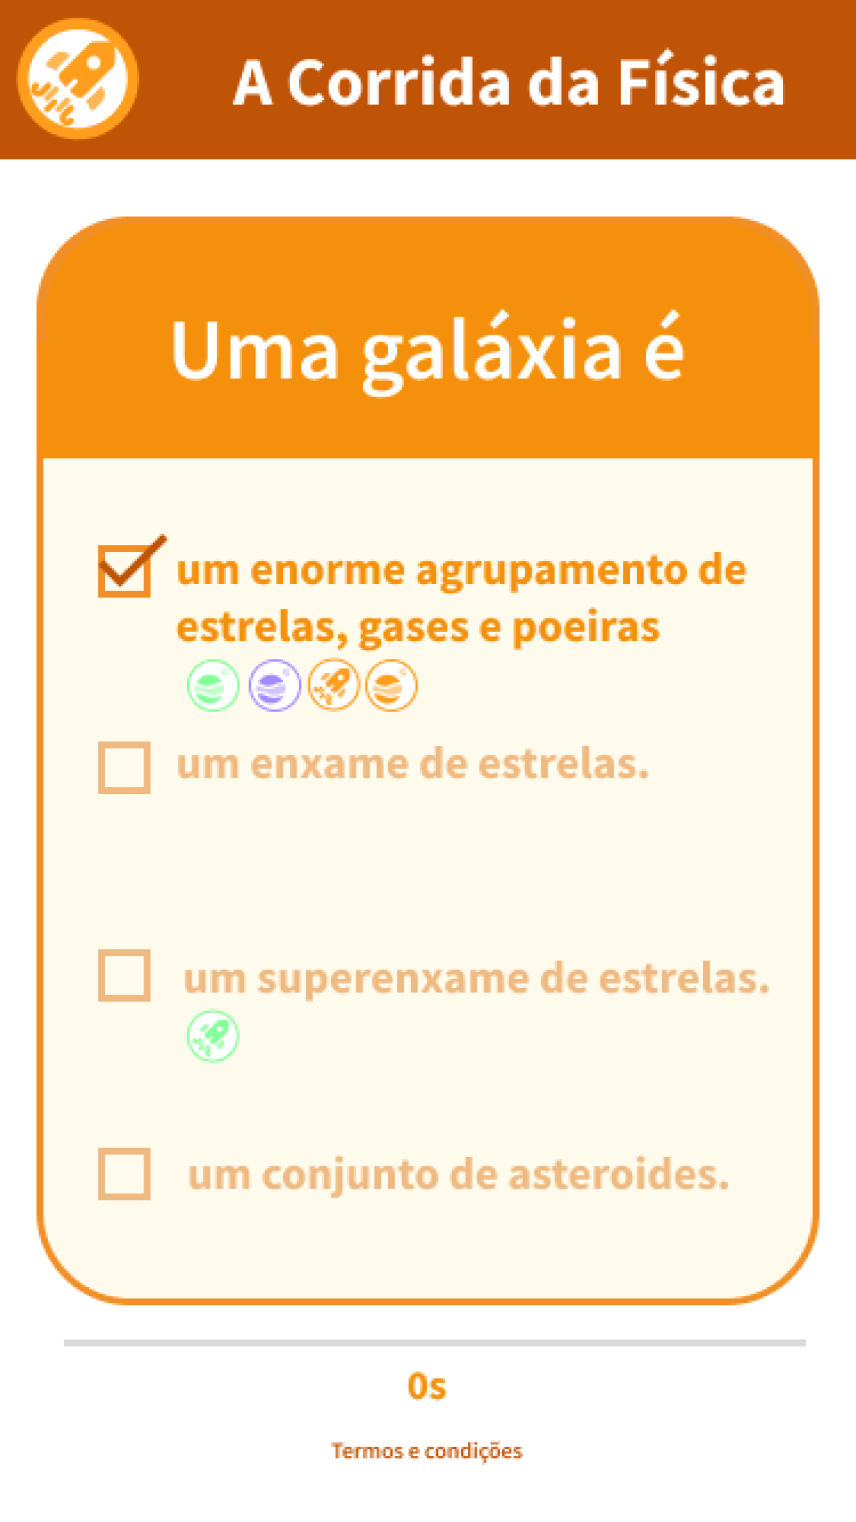 A Corrida da Física
Uma galáxia é
um enorme agrupamento de
estrelas, gases e poeiras
um enxame de estrelas.
um superenxame de estrelas.
um conjunto de asteroides.
0s
Termos e condições